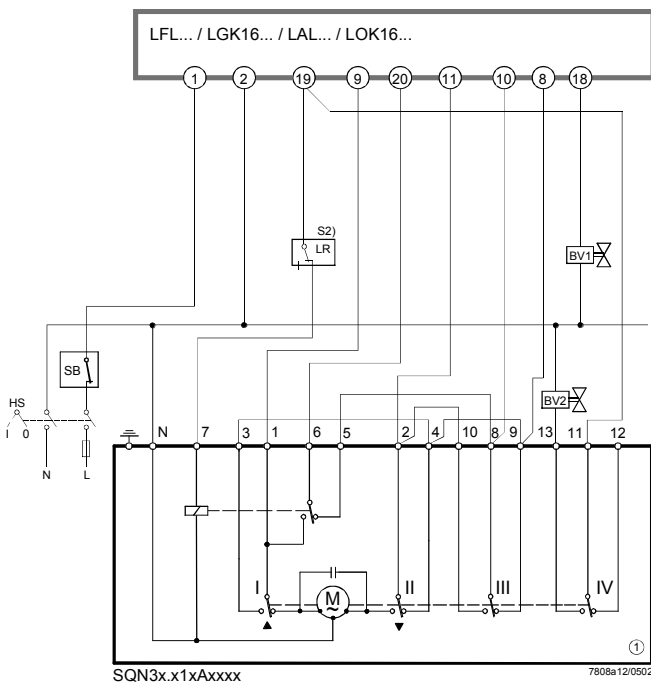 LFL... / LGK16... / LAL... / LOK16...
1 2 19 9 20 11 10 8 18
S2)
LR
BV1
SB
HS
I 0
BV2
N L
N 7 3 1 6 5 2 4 10 8 9 13 11 12
I II III IV
M
~
1
SQN3x.x1xAxxxx
7808a12/0502